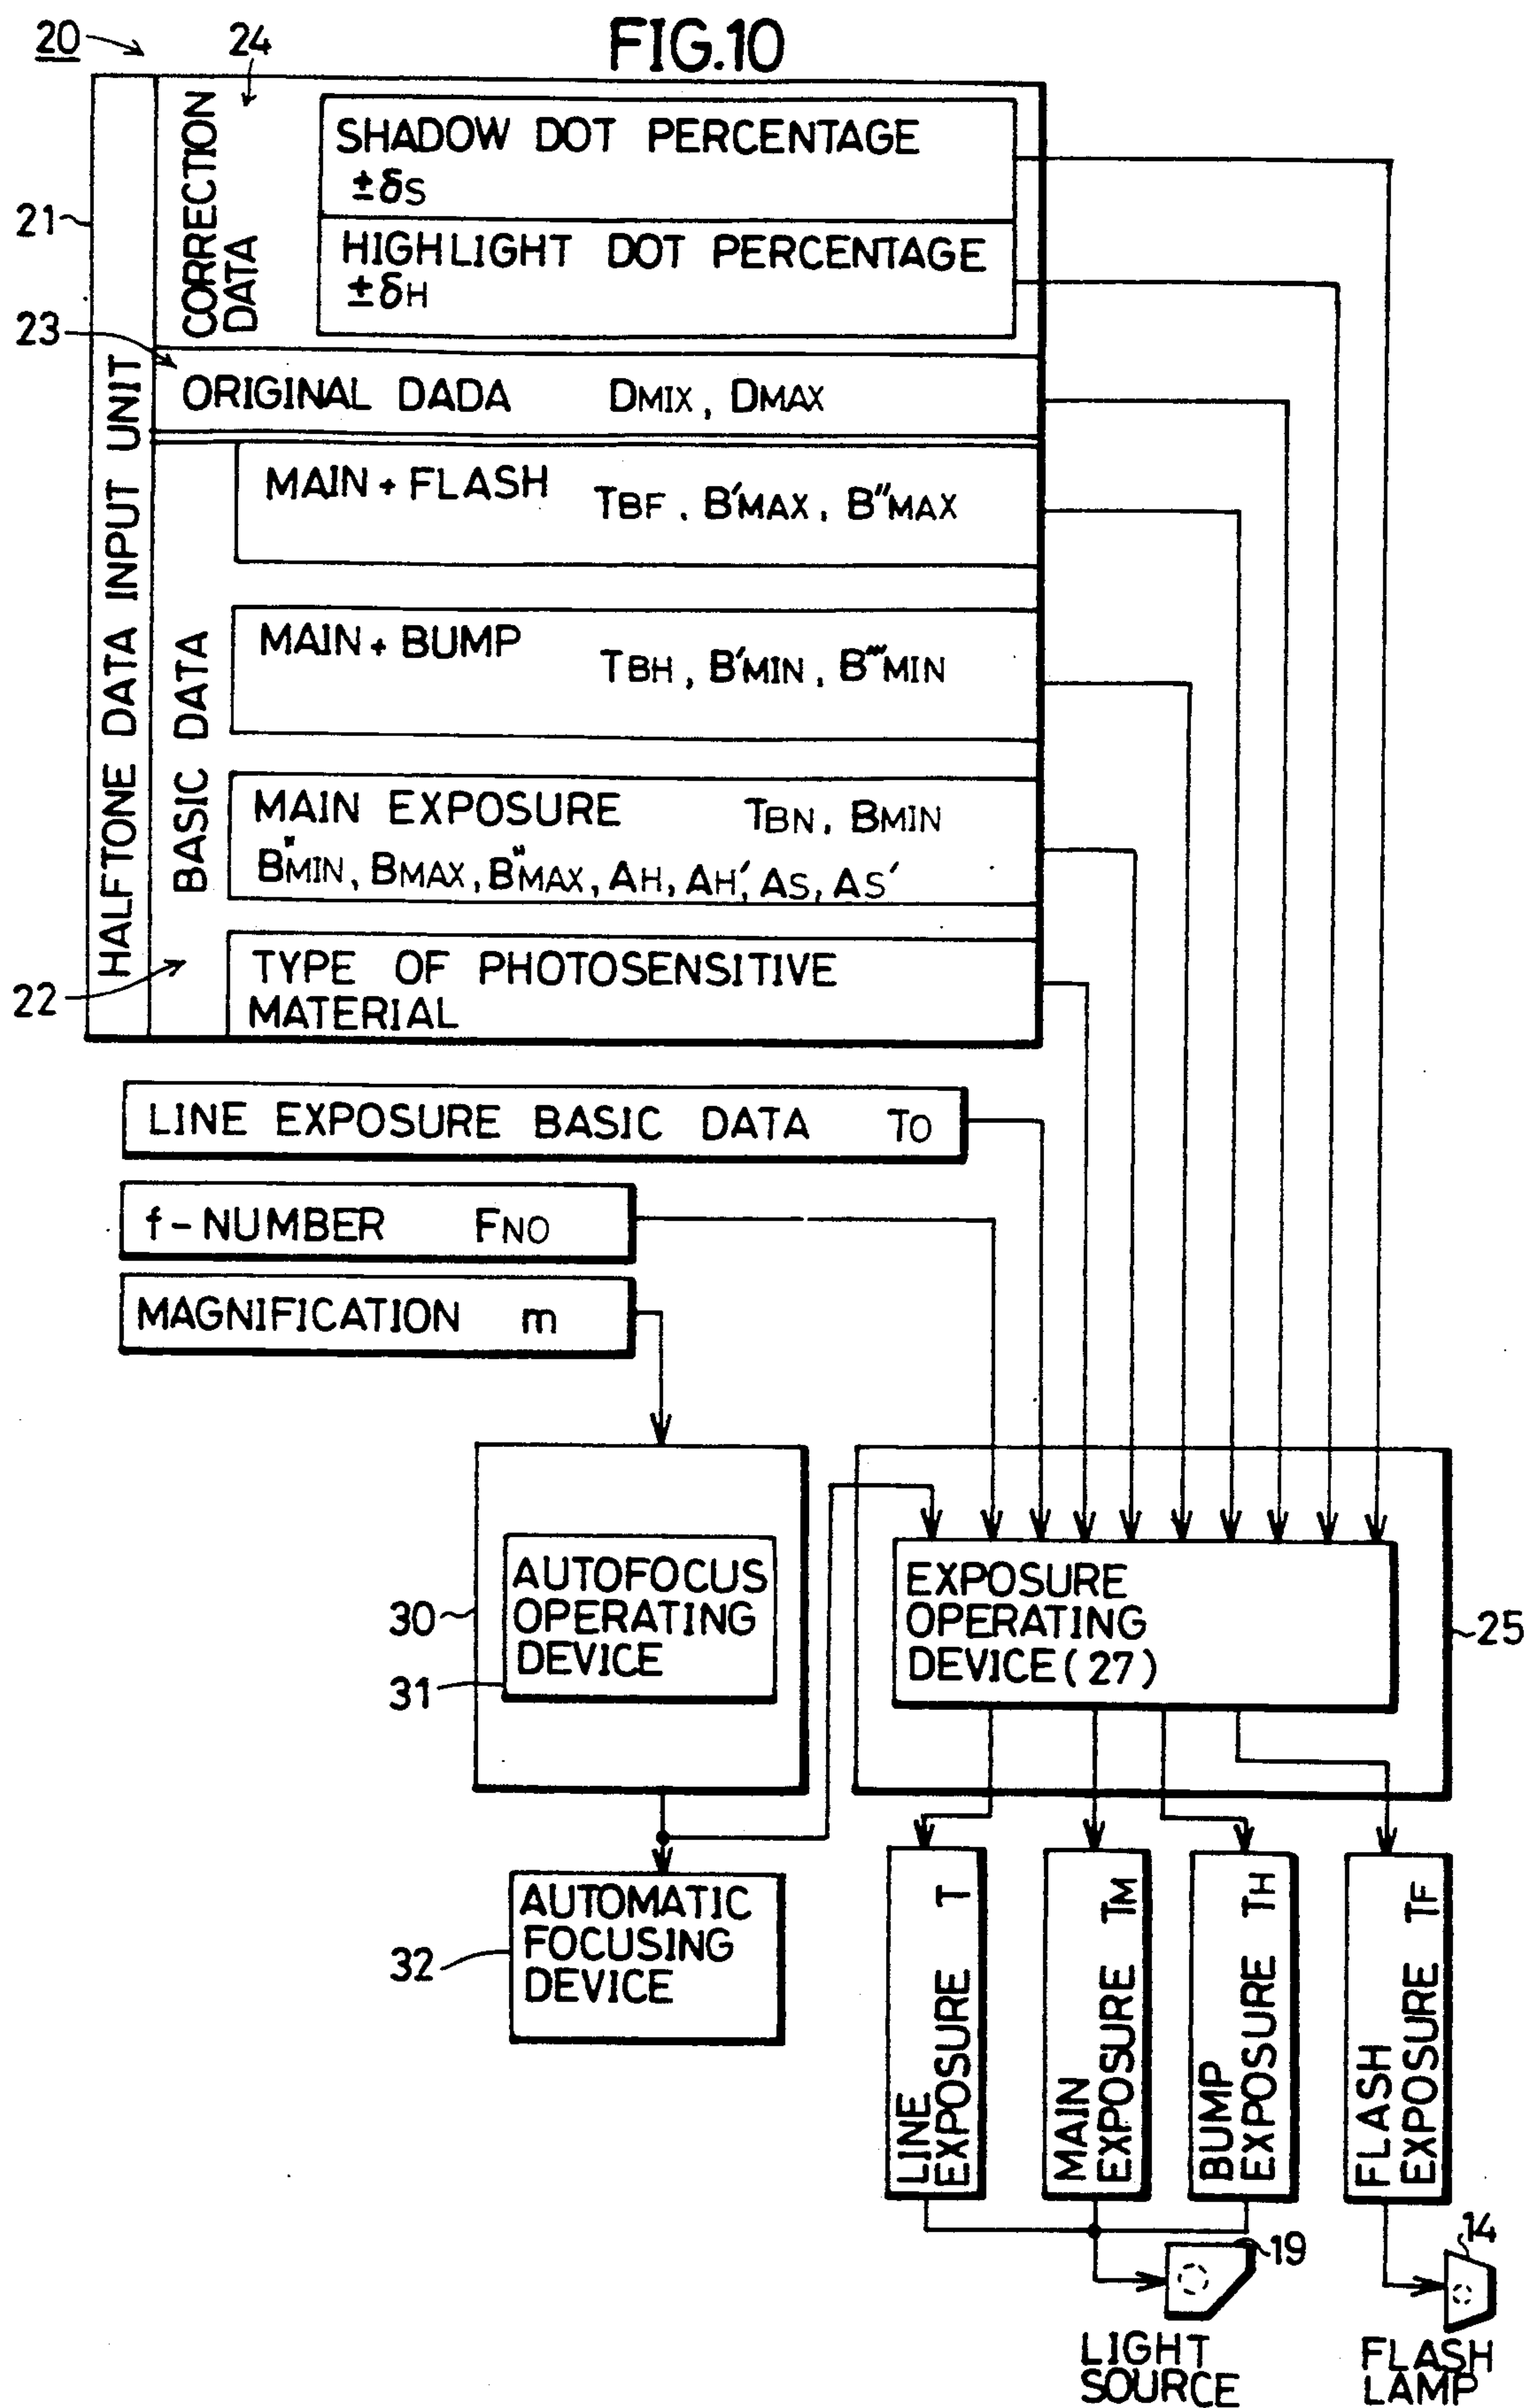 FIG.10
20
24
21
23
22
HALFTONE DATA INPUT UNIT
CORRECTION
DATA
SHADOW DOT PERCENTAGE
±δS
HIGHLIGHT DOT PERCENTAGE
±δH
ORIGINAL DADA DMIX, DMAX
BASIC DATA
MAIN + FLASH TBF, B'MAX, B"MAX
MAIN + BUMP TBH, B'MIN, B'''MIN
MAIN EXPOSURE TBN, BMIN
B"MIN, BMAX, B"MAX, AH, AH', AS, AS'
TYPE OF PHOTOSENSITIVE
MATERIAL
LINE EXPOSURE BASIC DATA TO
f-NUMBER FNO
MAGNIFICATION m
AUTOFOCUS
OPERATING
DEVICE
30
31
EXPOSURE
OPERATING
DEVICE (27)
25
AUTOMATIC
FOCUSING
DEVICE
32
LINE
EXPOSURE T
MAIN
EXPOSURE TM
BUMP
EXPOSURE TH
FLASH
EXPOSURE TF
19
14
LIGHT
SOURCE
FLASH
LAMP